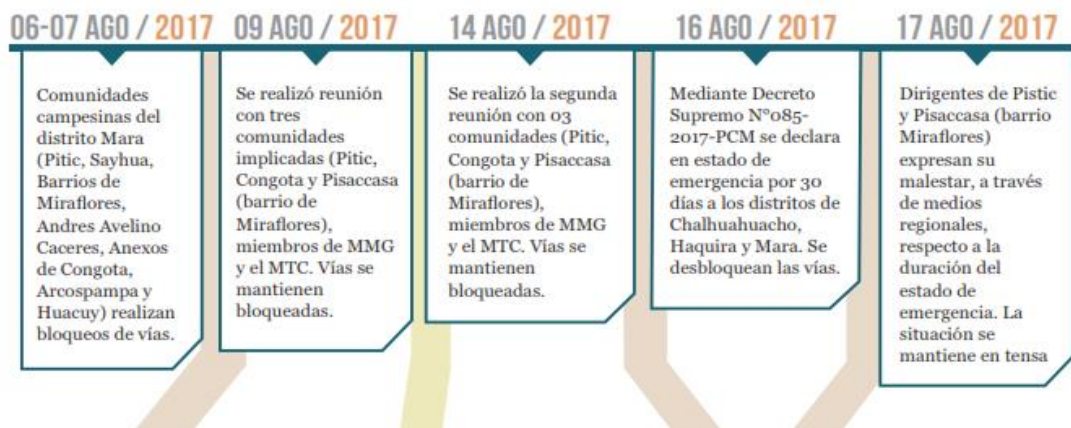 06-07 AGO / 2017
Comunidades
campesinas del
distrito Mara
(Pitic, Sayhua,
Barrios de
Miraflores,
Andres Avelino
Caceres, Anexos
de Congota,
Arcospampa y
Huacuy) realizan
bloqueos de vías.
09 AGO / 2017
Se realizó reunión
con tres
comunidades
implicadas (Pitic,
Congota y Pisaccasa
(barrio de
Miraflores),
miembros de MMG
y el MTC. Vías se
mantienen
bloqueadas.
14 AGO / 2017
Se realizó la segunda
reunión con 03
comunidades (Pitic,
Congota y Pisaccasa
(barrio de
Miraflores),
miembros de MMG
y el MTC. Vías se
mantienen
bloqueadas.
16 AGO / 2017
Mediante Decreto
Supremo Nº085-
2017-PCM se declara
en estado de
emergencia por 30
días a los distritos de
Chalhuahuacho,
Haquira y Mara. Se
desbloquean las vías.
17 AGO / 2017
Dirigentes de Pistic
y Pisaccasa (barrio
Miraflores)
expresan su
malestar, a través
de medios
regionales,
respecto a la
duración del
estado de
emergencia. La
situación se
mantiene en tensa